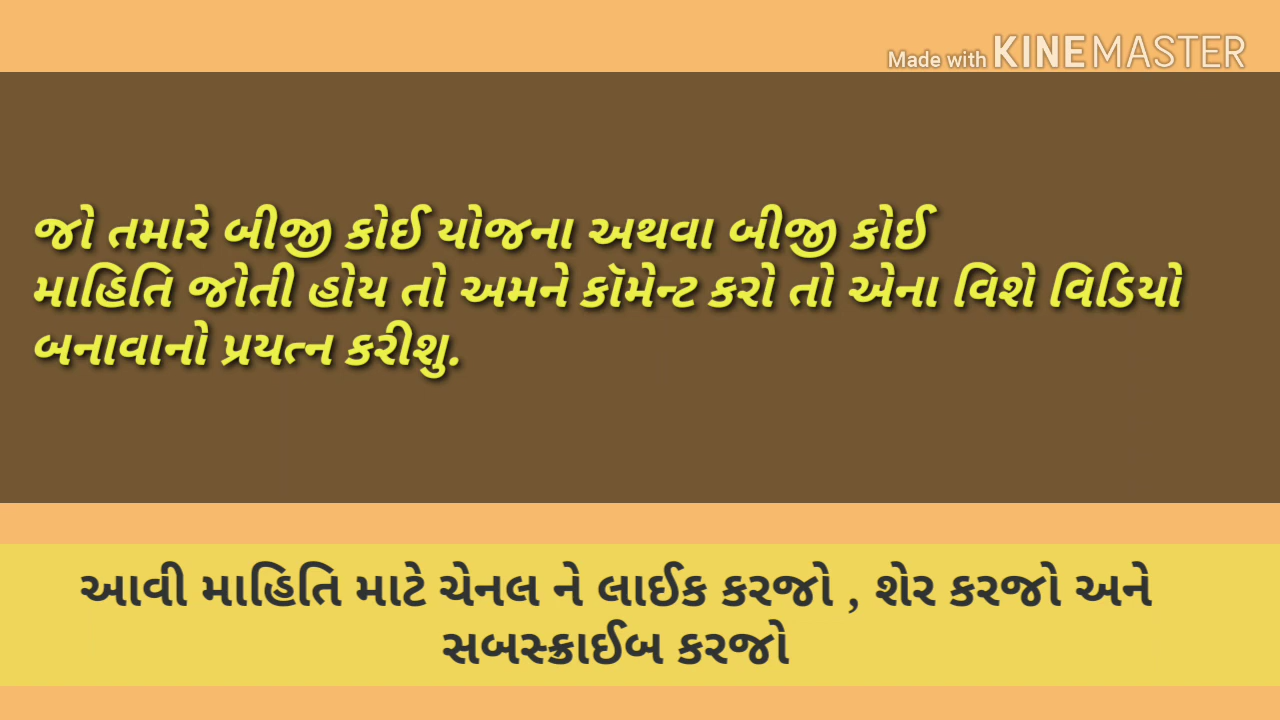 Made with KINEMASTER
જો તમારે બીજી કોઈ યોજના અથવા બીજી કોઈ
માહિતિ જોતી હોય તો અમને કૉમેન્ટ કરો તો એના વિશે વિડિયો
બનાવાનો પ્રયત્ન કરીશુ.
આવી માહિતિ માટે ચેનલ ને લાઈક કરજો , શેર કરજો અને
સબસ્ક્રાઈબ કરજો